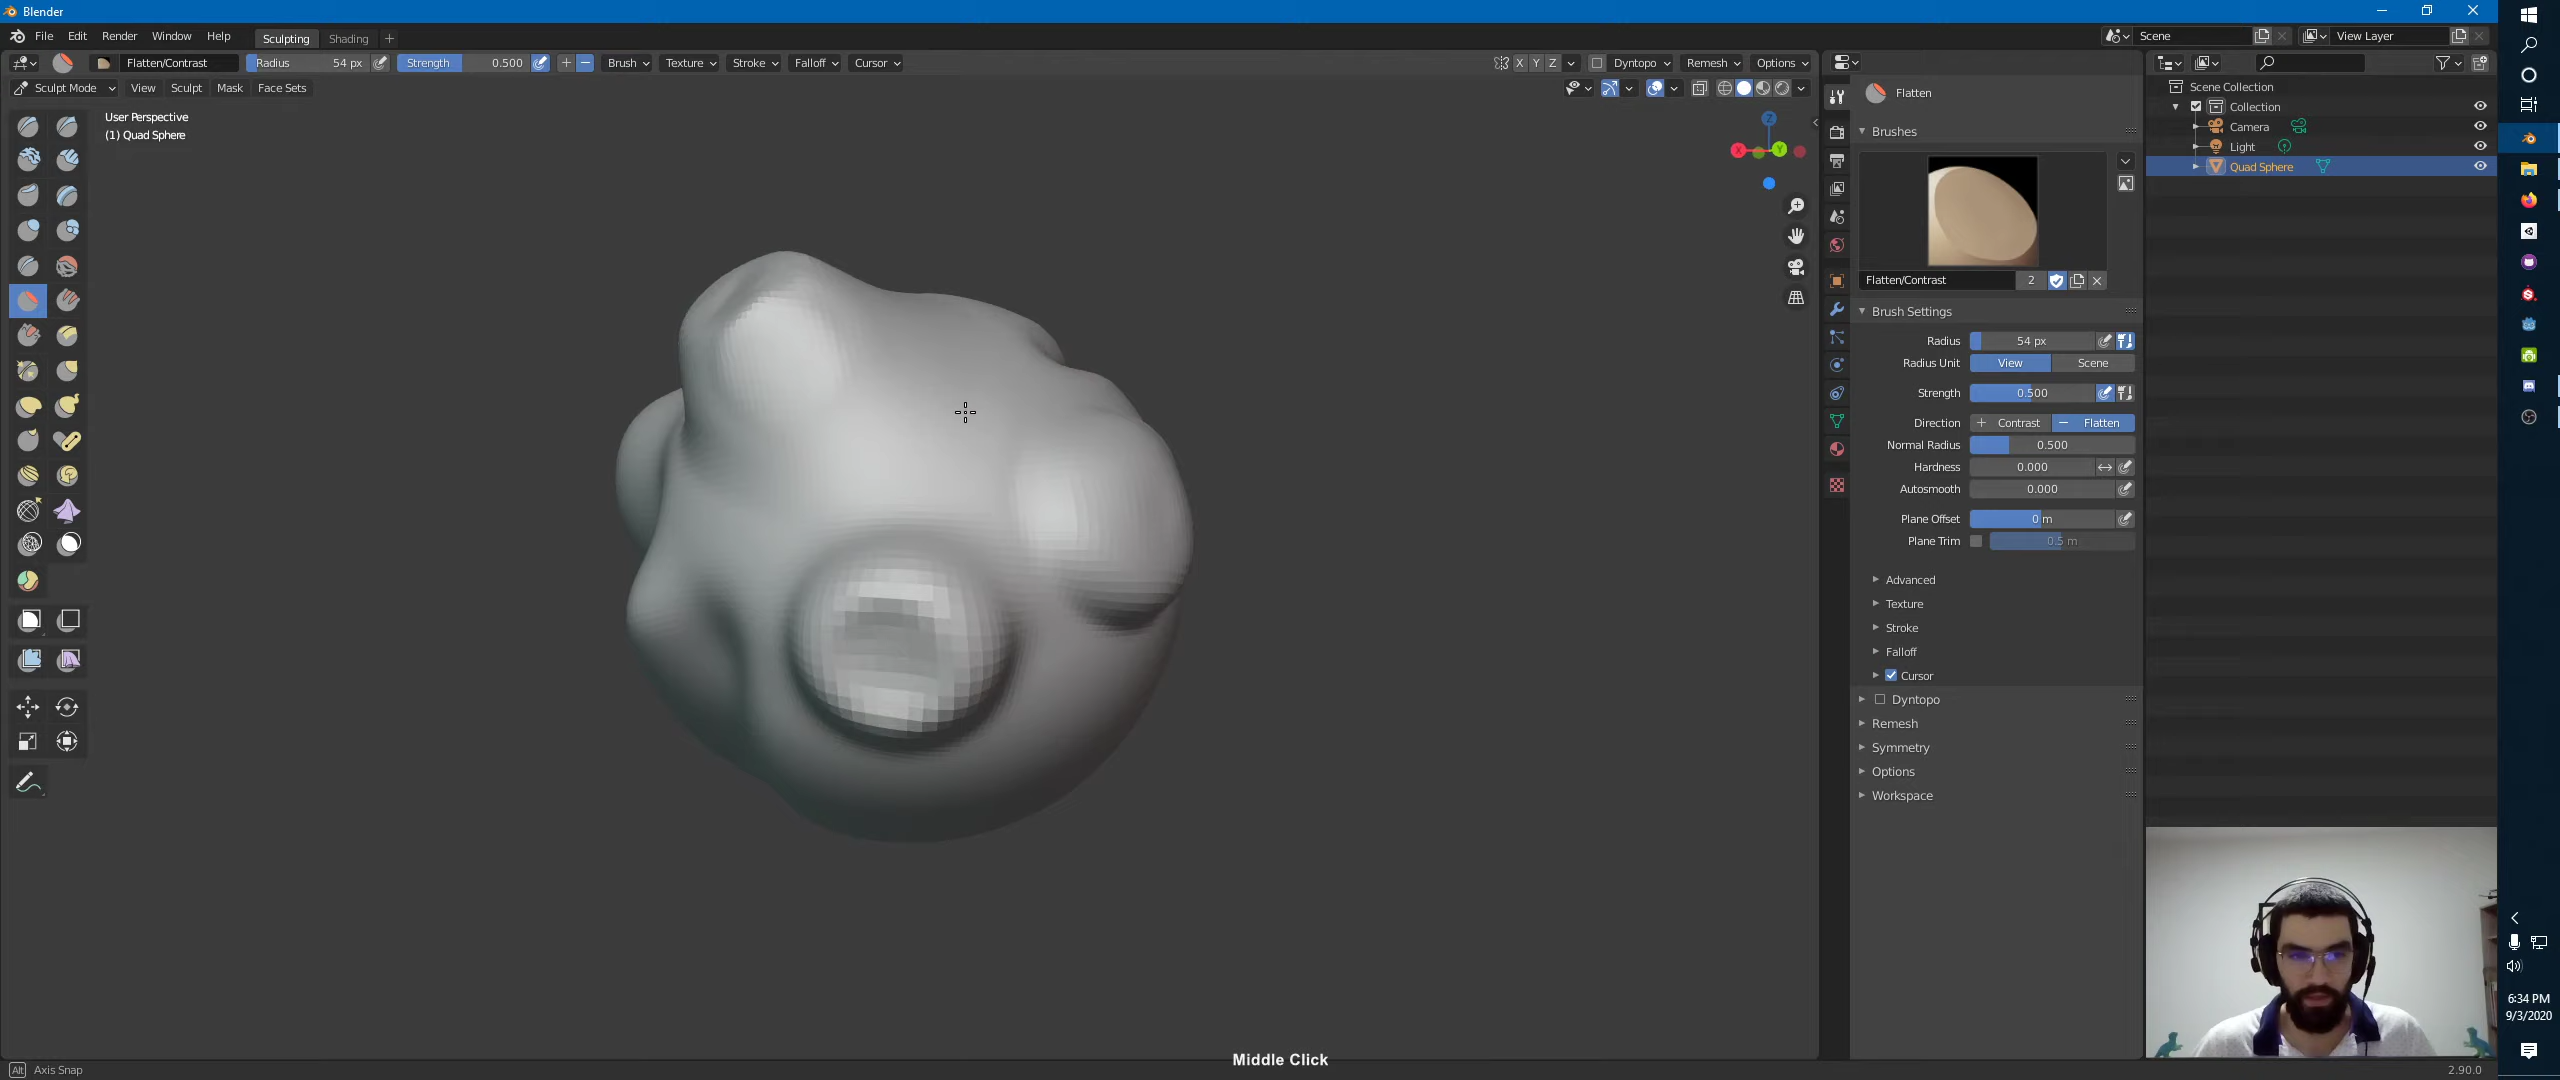 Blender
File Edit Render Window Help Sculpting Shading + Scene View Layer
Flatten/Contrast Radius 54 px Strength 0.500 Brush Texture Stroke Falloff Cursor X Y Z Dyntopo Remesh Options
Sculpt Mode View Sculpt Mask Face Sets
User Perspective
(1) Quad Sphere
Z
X
Y
Flatten
Brushes
Flatten/Contrast 2
Brush Settings
Radius 54 px
Radius Unit View Scene
Strength 0.500
Direction + Contrast − Flatten
Normal Radius 0.500
Hardness 0.000
Autosmooth 0.000
Plane Offset 0 m
Plane Trim 0.5 m
Advanced
Texture
Stroke
Falloff
Cursor
Dyntopo
Remesh
Symmetry
Options
Workspace
Scene Collection
Collection
Camera
Light
Quad Sphere
6:34 PM
9/3/2020
Middle Click
Alt Axis Snap
2.90.0